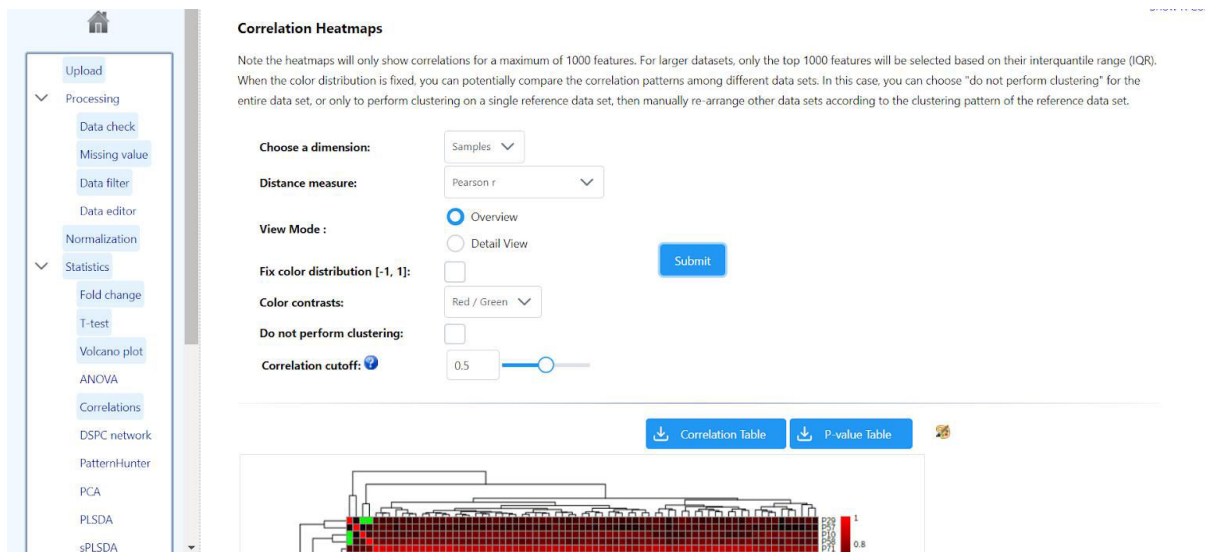 Correlation Heatmaps
Note the heatmaps will only show correlations for a maximum of 1000 features. For larger datasets, only the top 1000 features will be selected based on their interquantile range (IQR).
When the color distribution is fixed, you can potentially compare the correlation patterns among different data sets. In this case, you can choose "do not perform clustering" for the
entire data set, or only to perform clustering on a single reference data set, then manually re-arrange other data sets according to the clustering pattern of the reference data set.
Upload
Processing
Data check
Missing value
Data filter
Data editor
Normalization
Statistics
Fold change
T-test
Volcano plot
ANOVA
Correlations
DSPC network
PatternHunter
PCA
PLSDA
sPLSDA
Choose a dimension:
Samples
Distance measure:
Pearson r
View Mode :
Overview
Detail View
Submit
Fix color distribution [-1, 1]:
Color contrasts:
Red / Green
Do not perform clustering:
Correlation cutoff:
0.5
Correlation Table
P-value Table
P10
P71
1
0.8